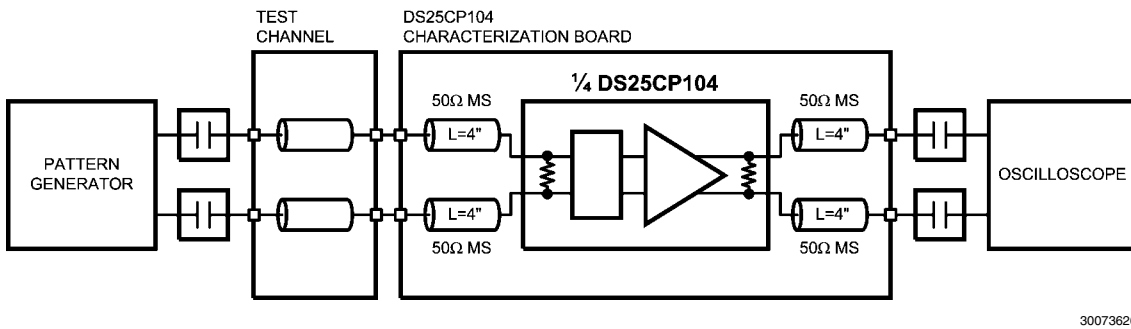 TEST
CHANNEL
DS25CP104
CHARACTERIZATION BOARD
¼ DS25CP104
50Ω MS
50Ω MS
L=4"
L=4"
PATTERN
GENERATOR
OSCILLOSCOPE
L=4"
L=4"
50Ω MS
50Ω MS